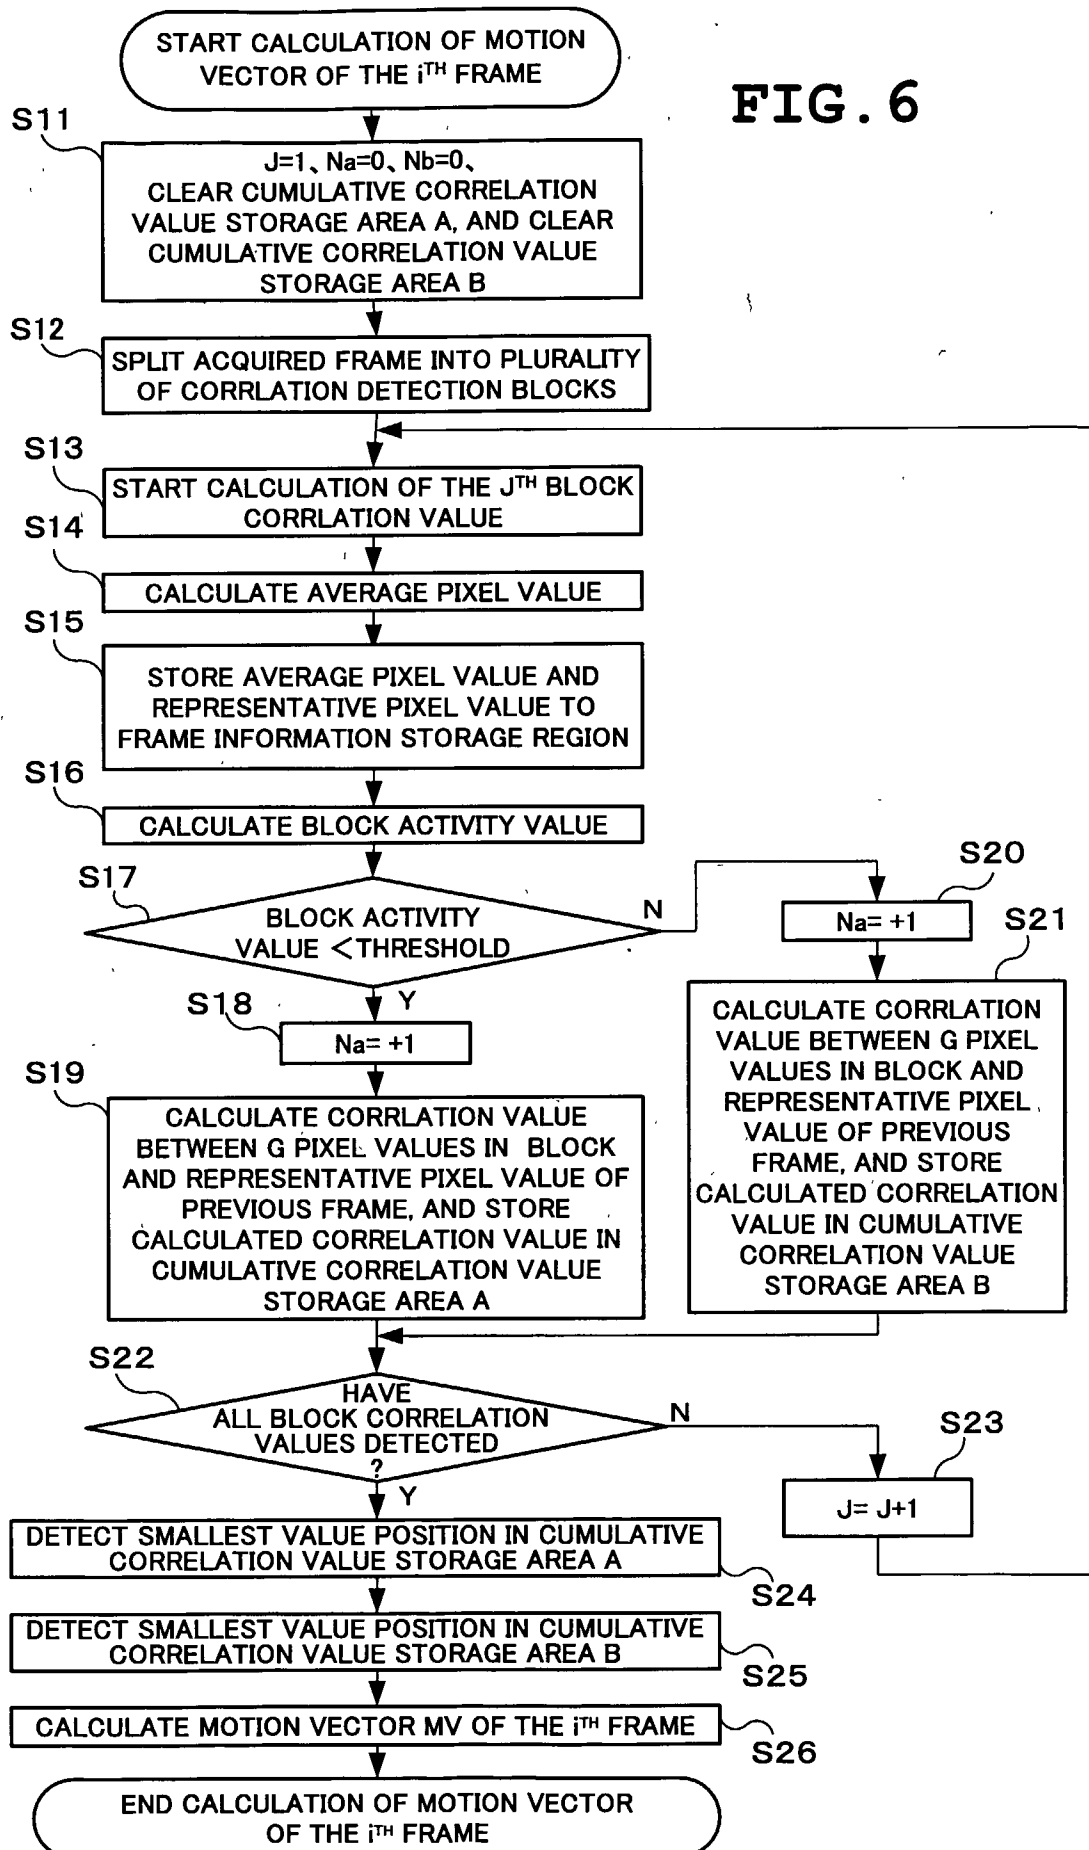 START CALCULATION OF MOTION
VECTOR OF THE iTH FRAME
FIG. 6
S11
J=1、Na=0、Nb=0、
CLEAR CUMULATIVE CORRELATION
VALUE STORAGE AREA A, AND CLEAR
CUMULATIVE CORRELATION VALUE
STORAGE AREA B
S12
SPLIT ACQUIRED FRAME INTO PLURALITY
OF CORRLATION DETECTION BLOCKS
S13
START CALCULATION OF THE JTH BLOCK
CORRLATION VALUE
S14
CALCULATE AVERAGE PIXEL VALUE
S15
STORE AVERAGE PIXEL VALUE AND
REPRESENTATIVE PIXEL VALUE TO
FRAME INFORMATION STORAGE REGION
S16
CALCULATE BLOCK ACTIVITY VALUE
S17
BLOCK ACTIVITY
VALUE <THRESHOLD
N
Y
S20
Na= +1
S21
CALCULATE CORRLATION
VALUE BETWEEN G PIXEL
VALUES IN BLOCK AND
REPRESENTATIVE PIXEL
VALUE OF PREVIOUS
FRAME, AND STORE
CALCULATED CORRELATION
VALUE IN CUMULATIVE
CORRELATION VALUE
STORAGE AREA B
S18
Na= +1
S19
CALCULATE CORRLATION VALUE
BETWEEN G PIXEL VALUES IN BLOCK
AND REPRESENTATIVE PIXEL VALUE OF
PREVIOUS FRAME, AND STORE
CALCULATED CORRELATION VALUE IN
CUMULATIVE CORRELATION VALUE
STORAGE AREA A
S22
HAVE
ALL BLOCK CORRELATION
VALUES DETECTED
?
N
Y
S23
J= J+1
DETECT SMALLEST VALUE POSITION IN CUMULATIVE
CORRELATION VALUE STORAGE AREA A
S24
DETECT SMALLEST VALUE POSITION IN CUMULATIVE
CORRELATION VALUE STORAGE AREA B
S25
CALCULATE MOTION VECTOR MV OF THE iTH FRAME
S26
END CALCULATION OF MOTION VECTOR
OF THE iTH FRAME